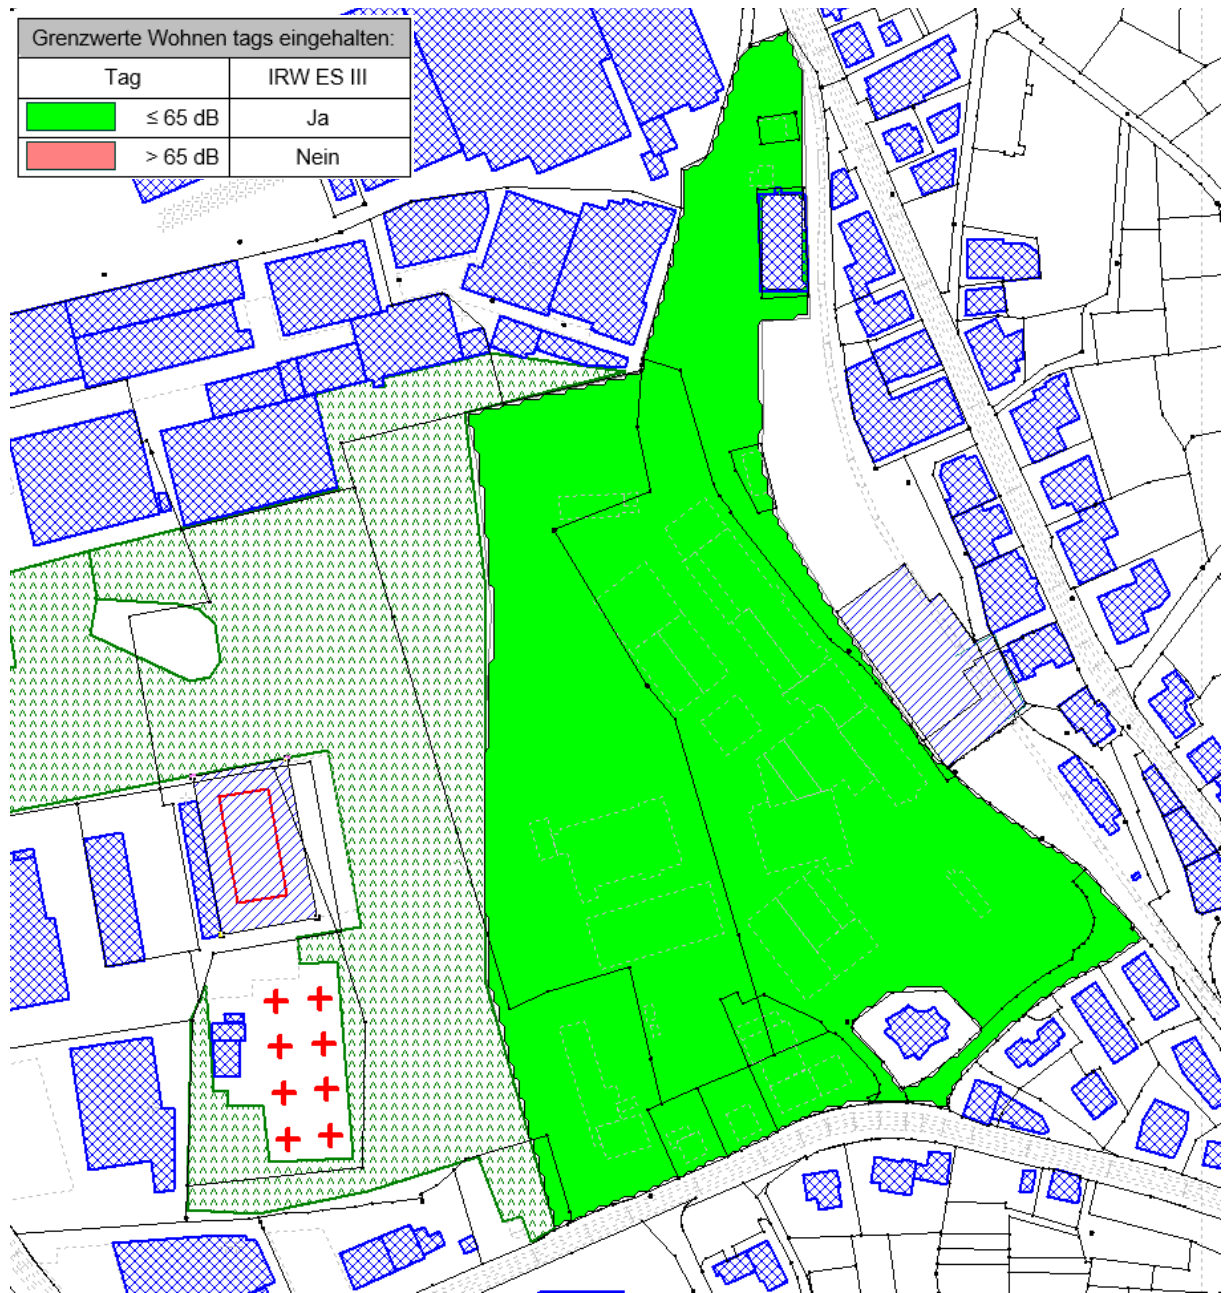 Grenzwerte Wohnen tags eingehalten:
Tag IRW ES III
≤ 65 dB Ja
> 65 dB Nein